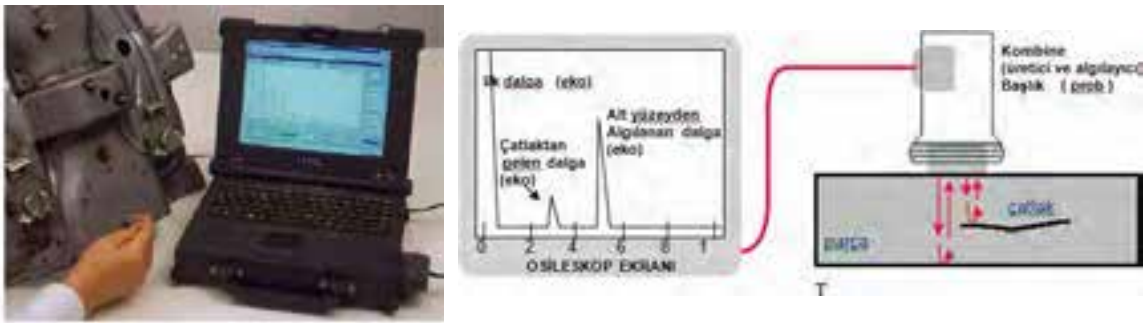 İlk dalga (eko)
Alt yüzeyden
Algılanan dalga
(eko)
Çatlaktan
gelen dalga
(eko)
0 2 4 6 8 1
OSİLESKOP EKRANI
Kombine
(üretici ve algılayıcı)
Başlık ( prob )
çatlak
parça
T